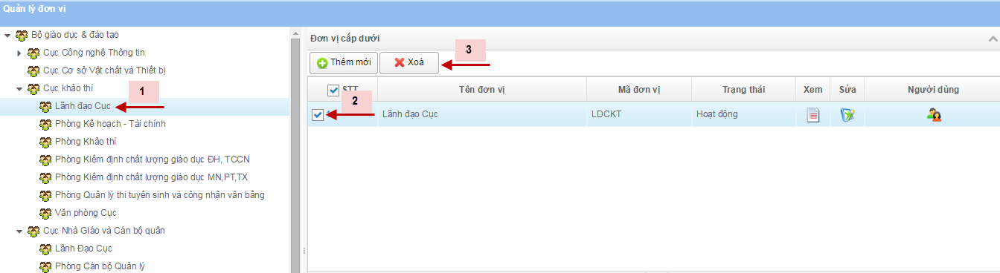 Quản lý đơn vị
Bộ giáo dục & đào tạo
Cục Công nghệ Thông tin
Cục Cơ sở Vật chất và Thiết bị
Cục khảo thí
Lãnh đạo Cục
Phòng Kế hoạch - Tài chính
Phòng Khảo thí
Phòng Kiểm định chất lượng giáo dục ĐH, TCCN
Phòng Kiểm định chất lượng giáo dục MN,PT,TX
Phòng Quản lý thi tuyển sinh và công nhận văn bằng
Văn phòng Cục
Cục Nhà GIáo và Cán bộ quản
Lãnh Đạo Cục
Phòng Cán bộ Quản lý
1
Đơn vị cấp dưới
Thêm mới Xoá 3
STT Tên đơn vị Mã đơn vị Trạng thái Xem Sửa Người dùng
2
Lãnh đạo Cục LDCKT Hoạt động